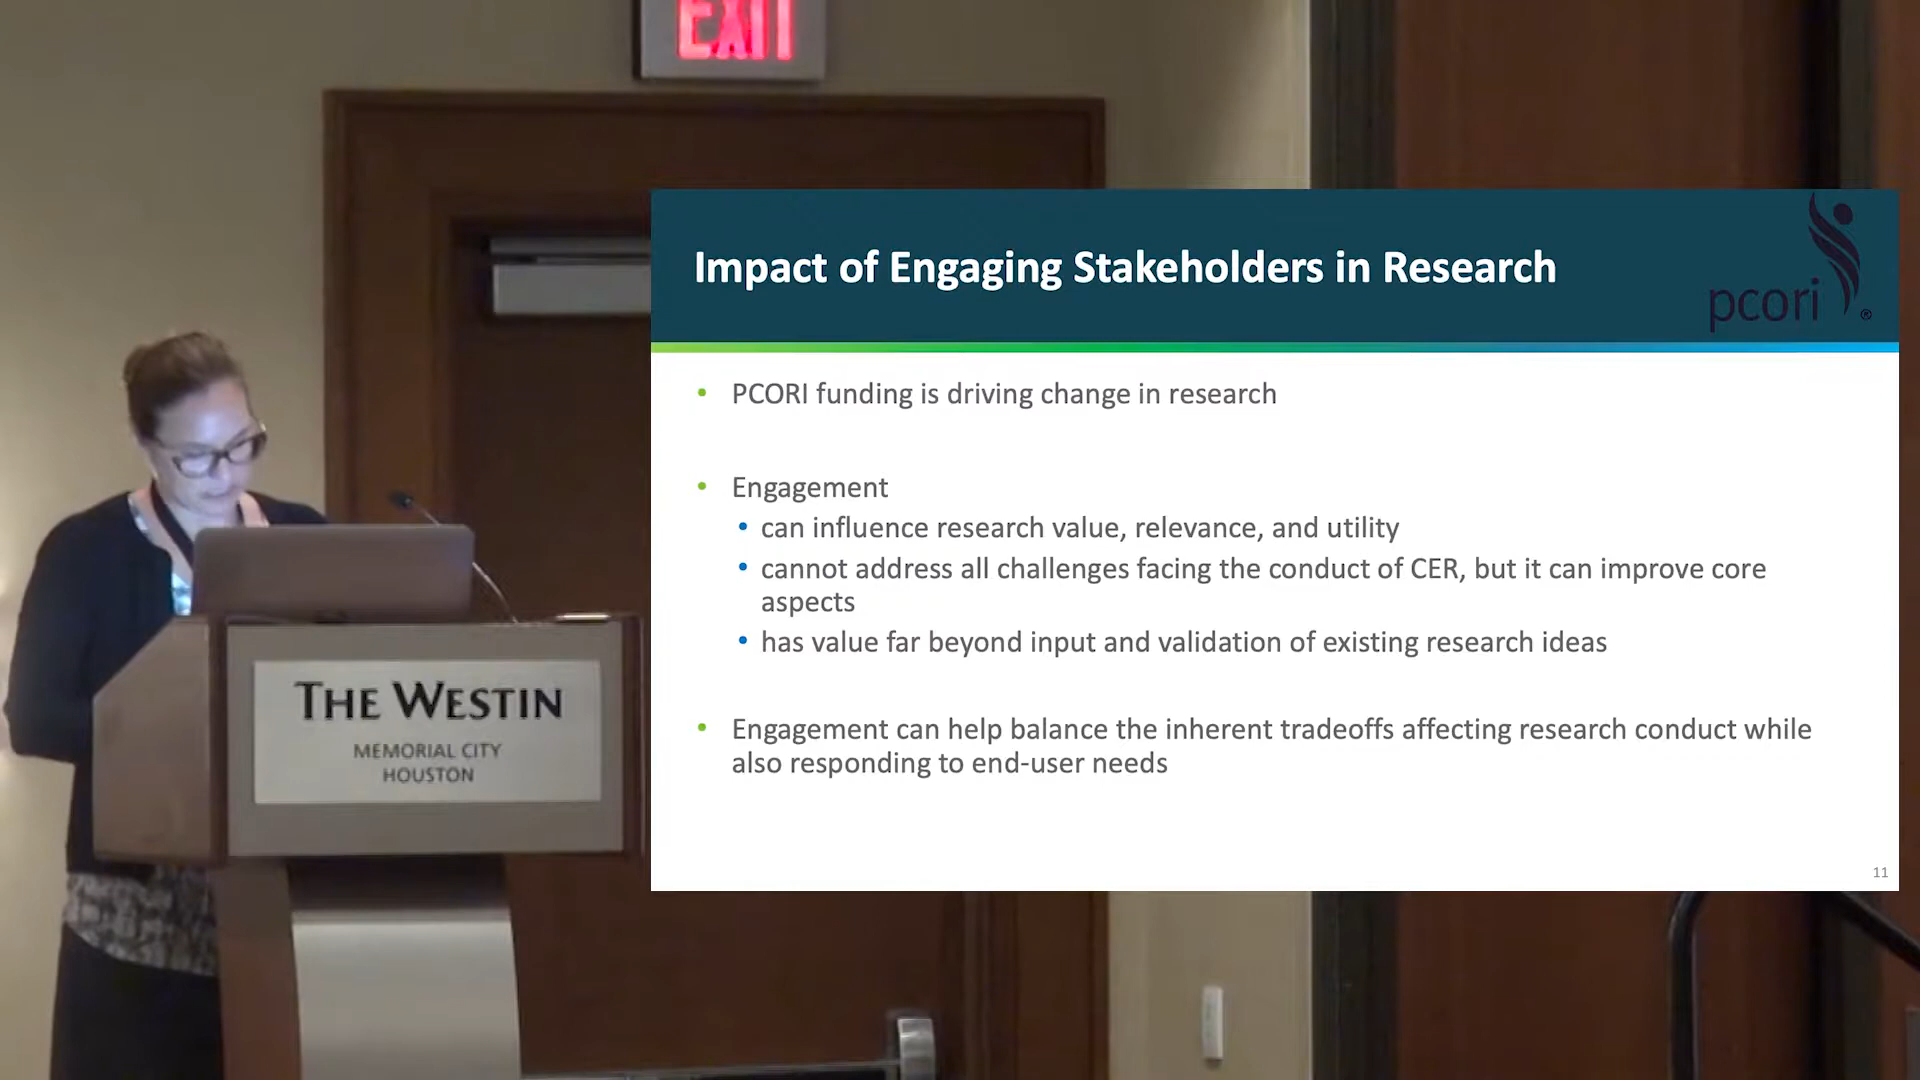 EXIT
Impact of Engaging Stakeholders in Research
pcori
®
• PCORI funding is driving change in research
• Engagement
• can influence research value, relevance, and utility
• cannot address all challenges facing the conduct of CER, but it can improve core
aspects
• has value far beyond input and validation of existing research ideas
• Engagement can help balance the inherent tradeoffs affecting research conduct while
also responding to end-user needs
11
THE WESTIN
MEMORIAL CITY
HOUSTON